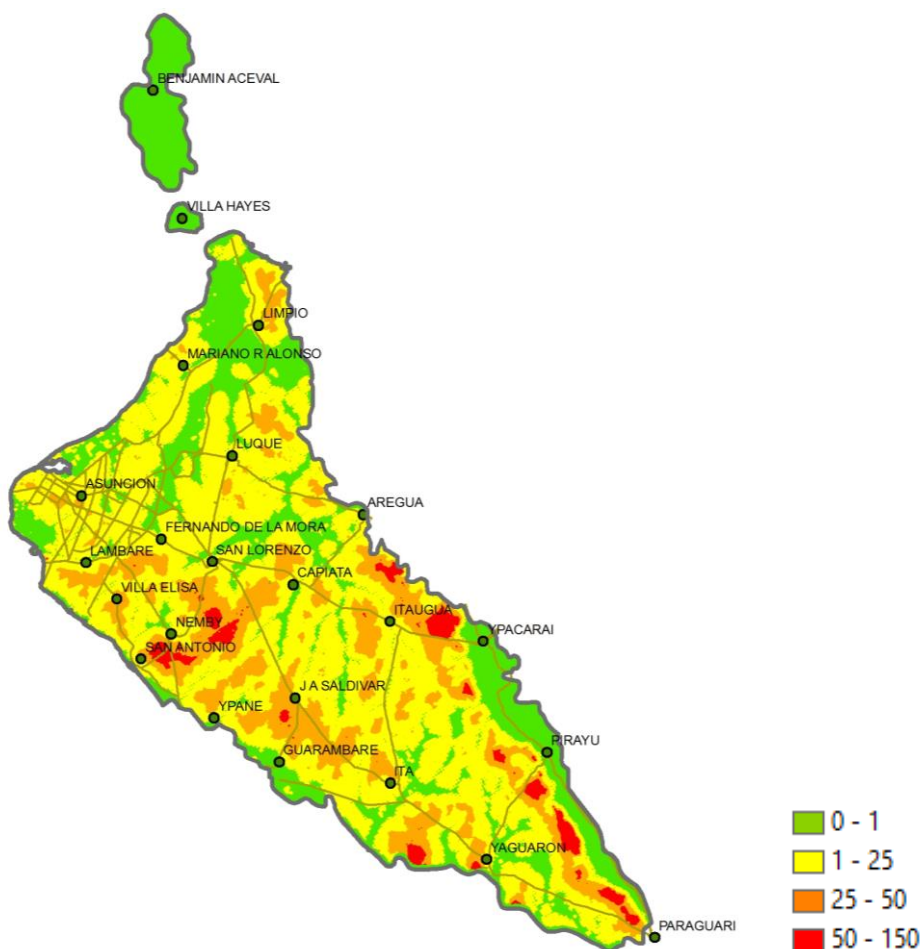 BENJAMIN ACEVAL
VILLA HAYES
LIMPIO
MARIANO R ALONSO
LUQUE
ASUNCION
AREGUA
FERNANDO DE LA MORA
LAMBARE
SAN LORENZO
CAPIATA
VILLA ELISA
ITAUGUA
NEMBY
YPACARAI
SAN ANTONIO
J A SALDIVAR
YPANE
PIRAYU
GUARAMBARE
ITA
YAGUARON
PARAGUARI
0 - 1
1 - 25
25 - 50
50 - 150